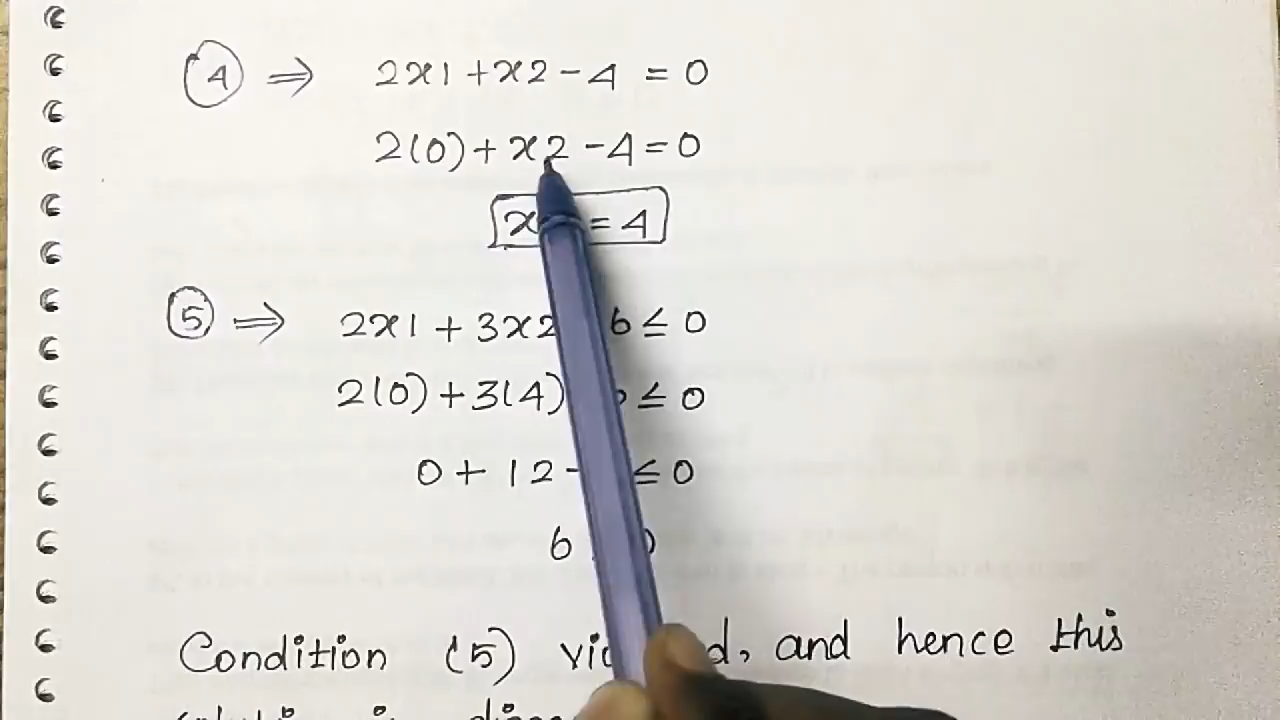 4 ⇒ 2x1 + x2 - 4 = 0
2(0) + x2 - 4 = 0
x = 4
5 ⇒ 2x1 + 3x2 6 ≤ 0
2(0) + 3(4) ≤ 0
0 + 12 - ≤ 0
6
Condition (5) and hence this